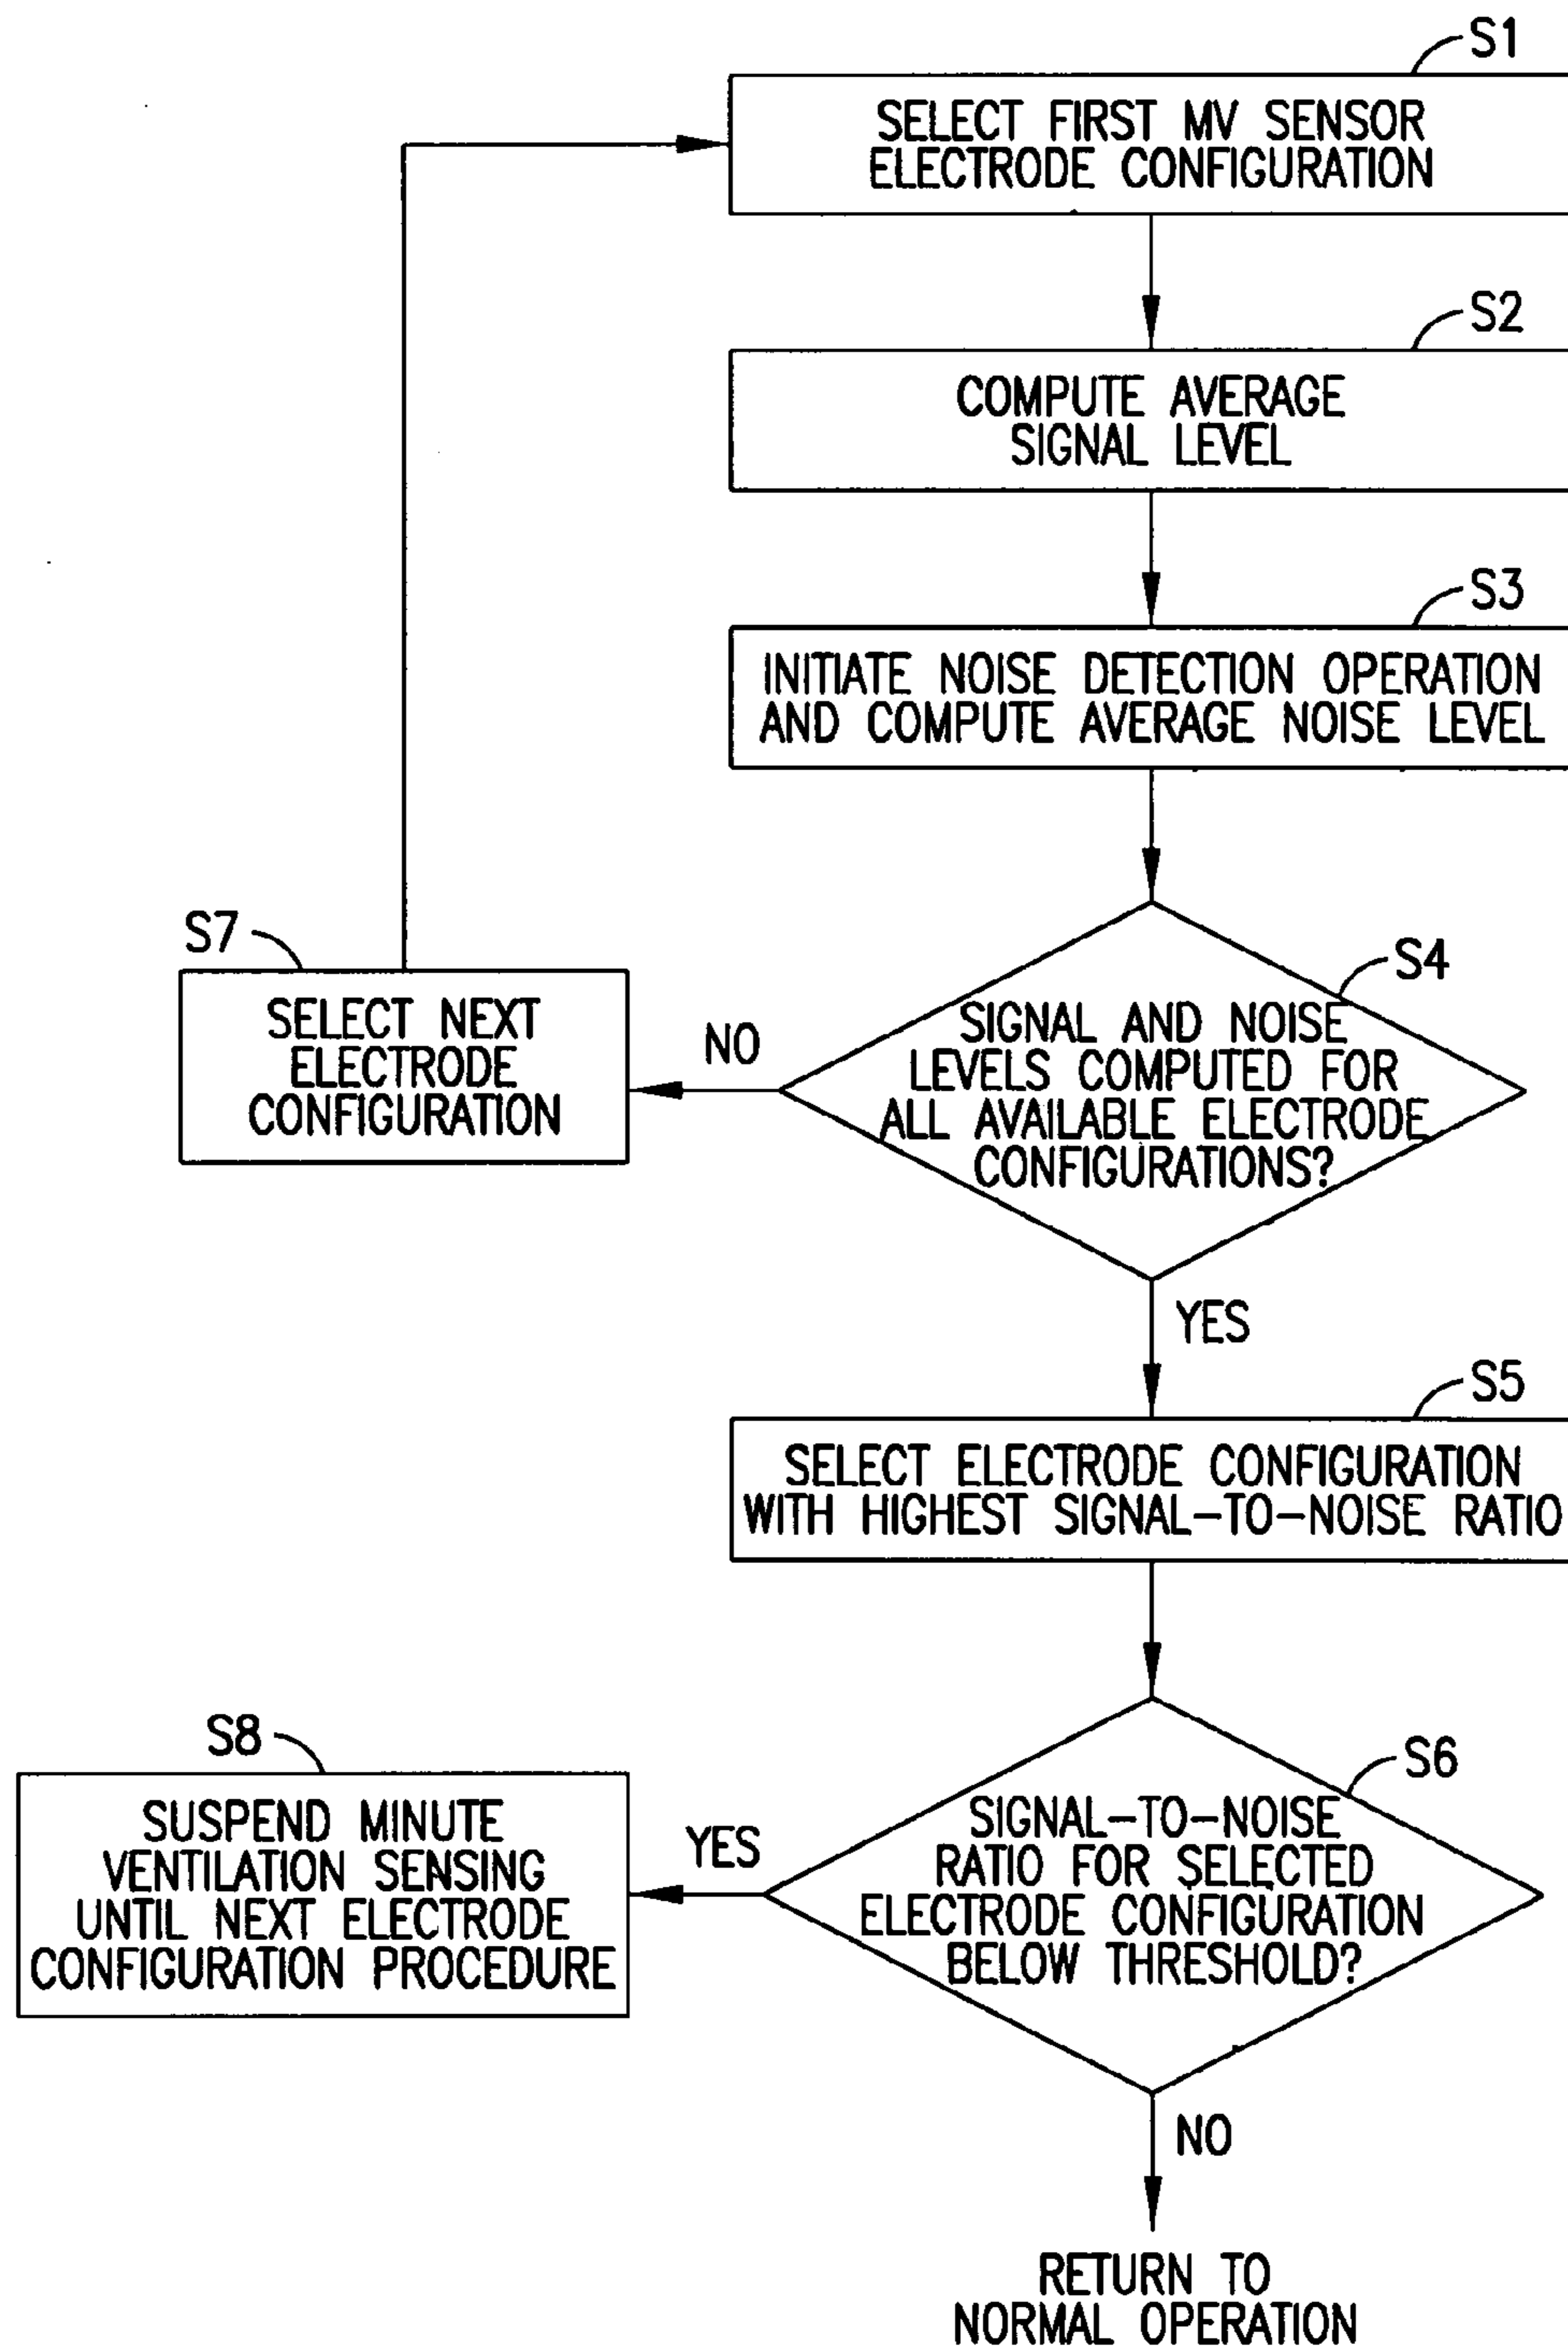 S1
SELECT FIRST MV SENSOR
ELECTRODE CONFIGURATION
S2
COMPUTE AVERAGE
SIGNAL LEVEL
S3
INITIATE NOISE DETECTION OPERATION
AND COMPUTE AVERAGE NOISE LEVEL
S4
SIGNAL AND NOISE
LEVELS COMPUTED FOR
ALL AVAILABLE ELECTRODE
CONFIGURATIONS?
NO
S7
SELECT NEXT
ELECTRODE
CONFIGURATION
YES
S5
SELECT ELECTRODE CONFIGURATION
WITH HIGHEST SIGNAL-TO-NOISE RATIO
S6
SIGNAL-TO-NOISE
RATIO FOR SELECTED
ELECTRODE CONFIGURATION
BELOW THRESHOLD?
YES
S8
SUSPEND MINUTE
VENTILATION SENSING
UNTIL NEXT ELECTRODE
CONFIGURATION PROCEDURE
NO
RETURN TO
NORMAL OPERATION